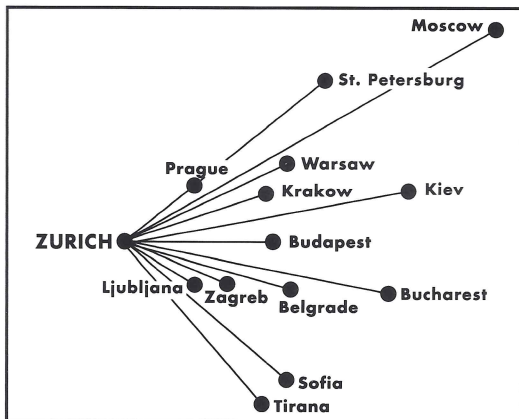 Moscow
St. Petersburg
Prague
Warsaw
Krakow
Kiev
ZURICH
Budapest
Ljubljana
Zagreb
Belgrade
Bucharest
Sofia
Tirana